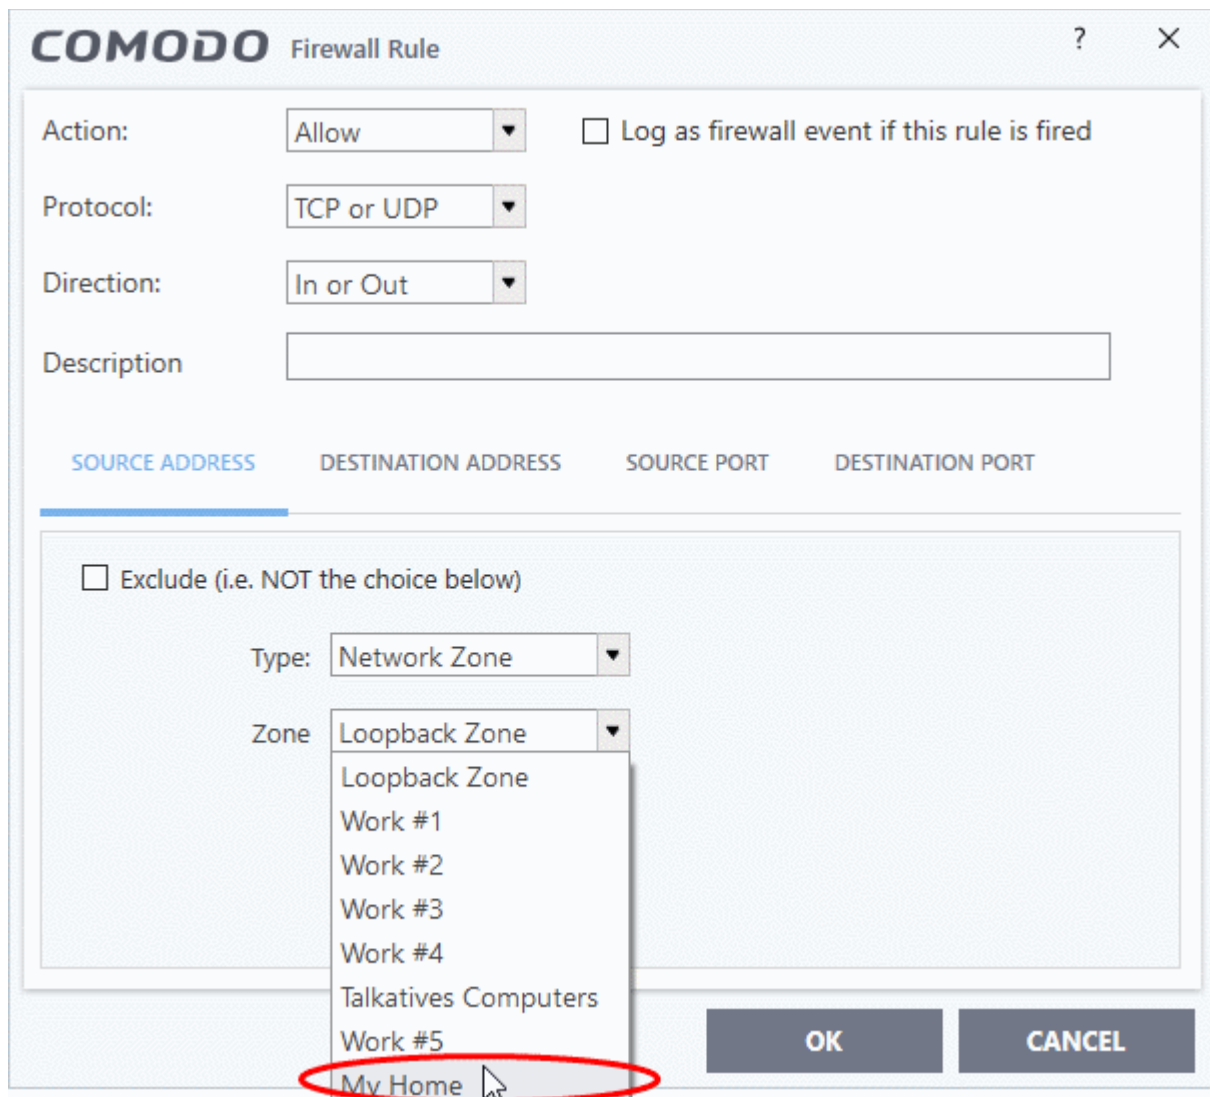 COMODO Firewall Rule ?
Action: Allow Log as firewall event if this rule is fired
Protocol: TCP or UDP
Direction: In or Out
Description
SOURCE ADDRESS DESTINATION ADDRESS SOURCE PORT DESTINATION PORT
Exclude (i.e. NOT the choice below)
Type: Network Zone
Zone Loopback Zone
Loopback Zone
Work #1
Work #2
Work #3
Work #4
Talkatives Computers
Work #5
My Home
OK CANCEL